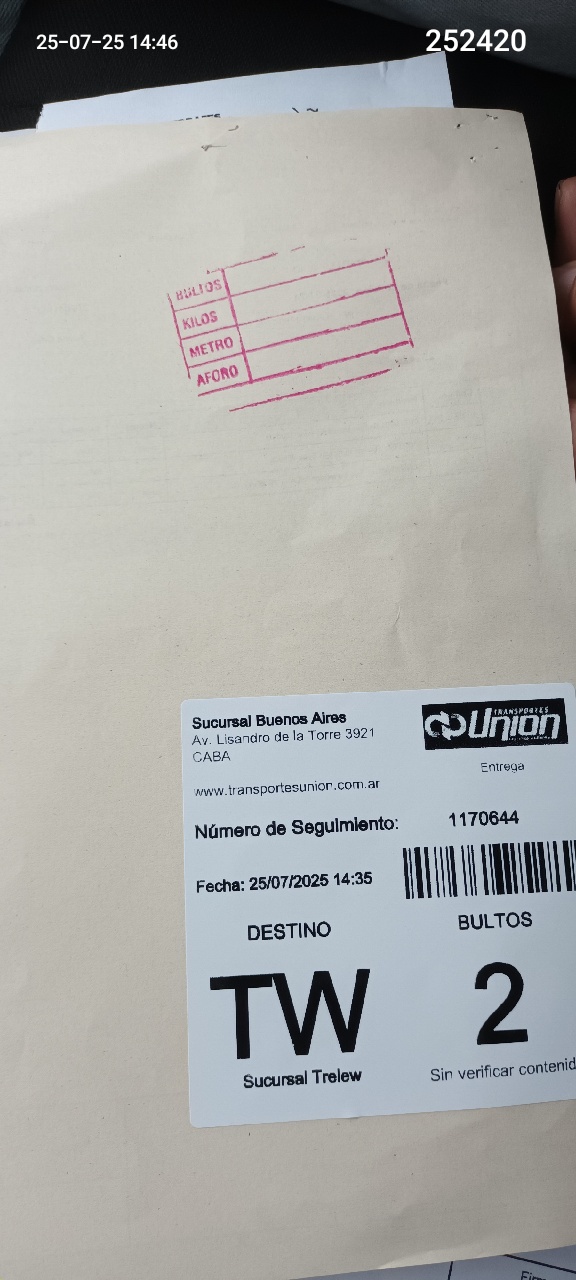 25-07-25 14:46
252420
BULTOS
KILOS
METRO
AFORO
Sucursal Buenos Aires
Av. Lisandro de la Torre 3921
CABA
www.transportesunion.com.ar
TRANSPORTES
Union
Entrega
Número de Seguimiento: 1170644
Fecha: 25/07/2025 14:35
DESTINO
BULTOS
TW
2
Sucursal Trelew
Sin verificar contenid